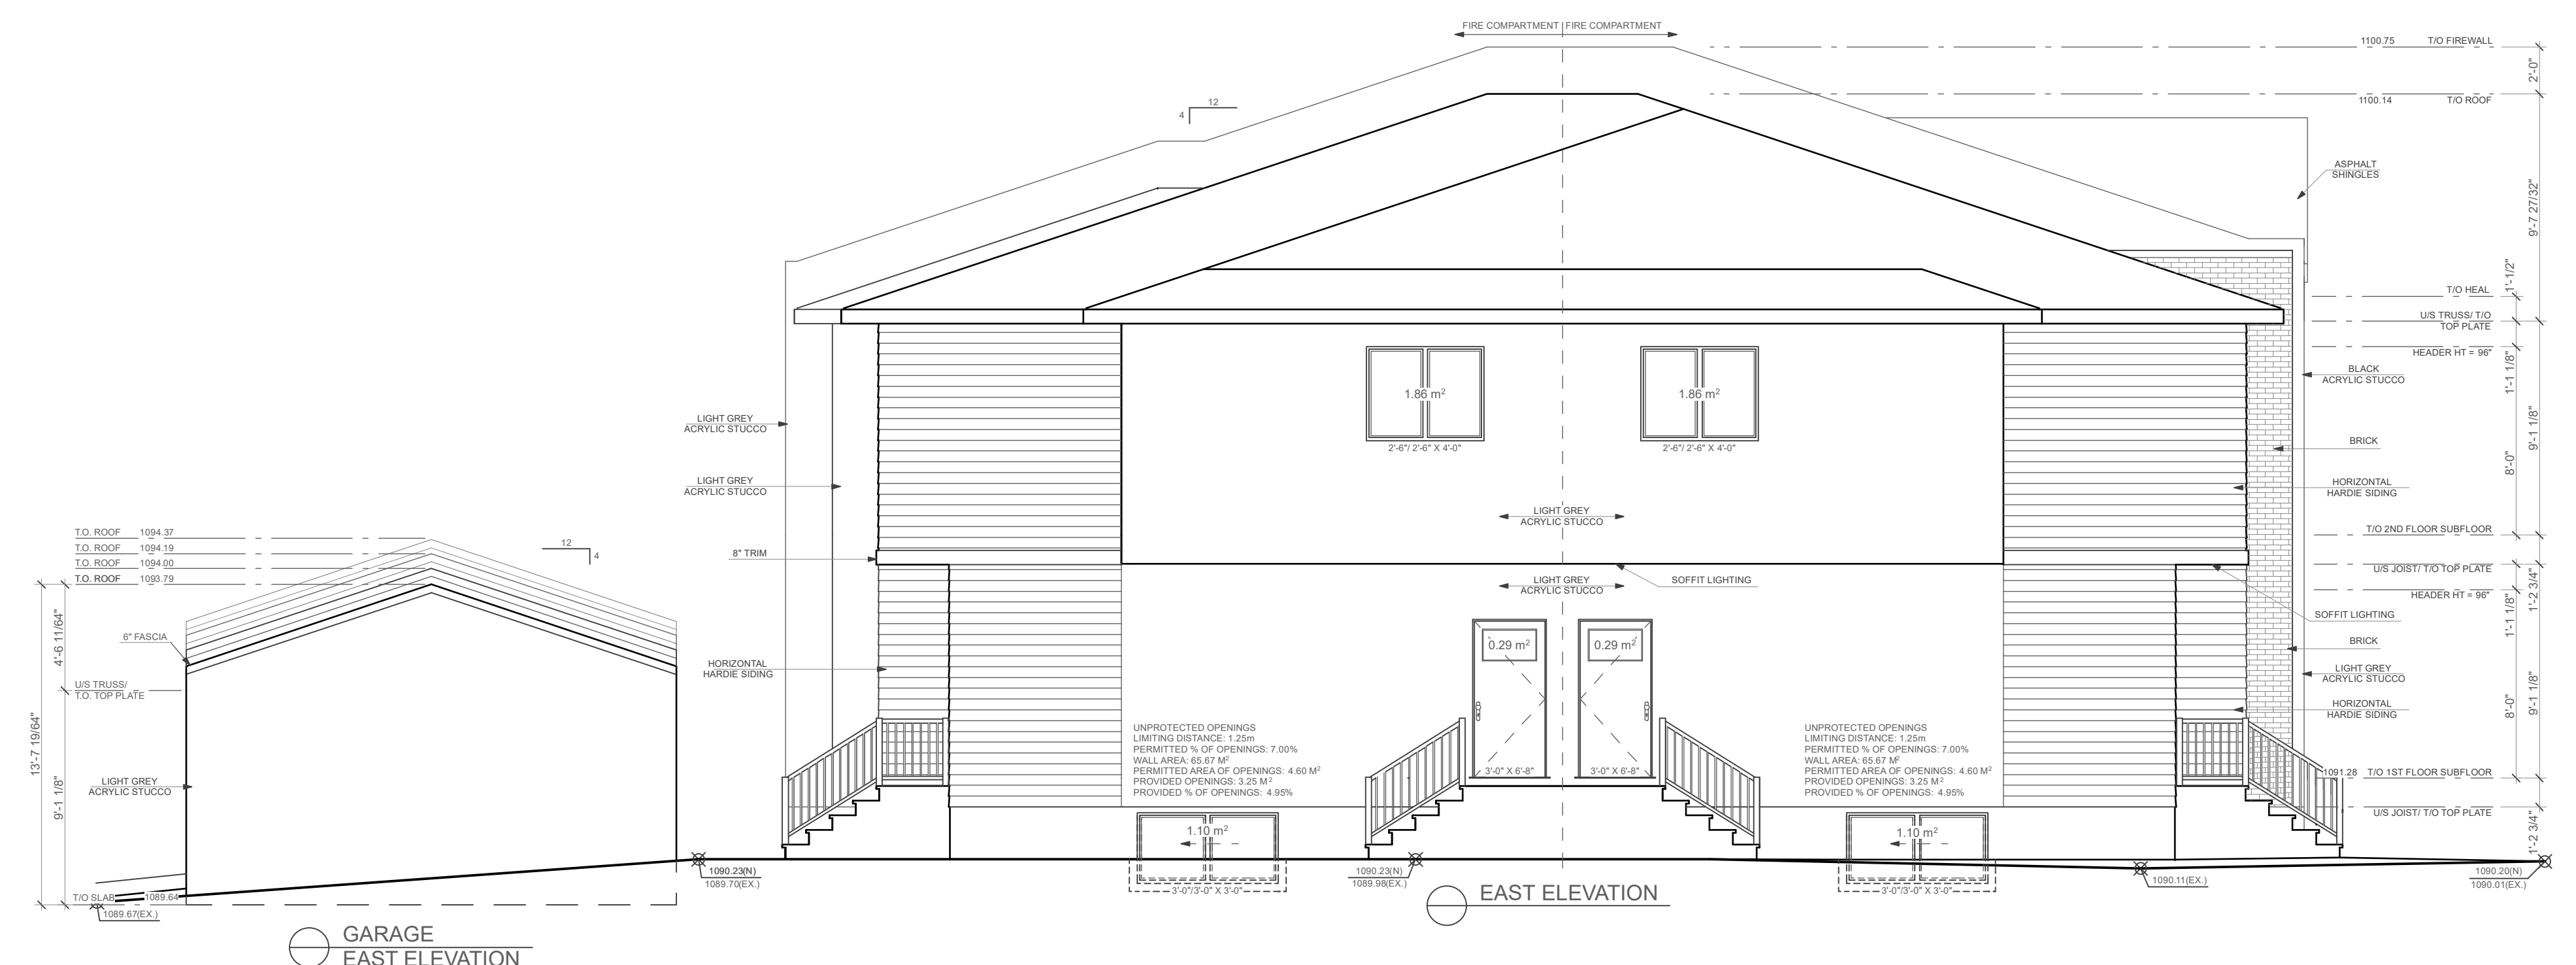 FIRE COMPARTMENT | FIRE COMPARTMENT
1100.75 T/O FIREWALL
2'-0"
1100.14 T/O ROOF
12
4
ASPHALT
SHINGLES
9'-7 27/32"
1'-1 1/2"
T/O HEAL
U/S TRUSS/ T/O
TOP PLATE
HEADER HT = 96"
1'-1 1/8"
BLACK
ACRYLIC STUCCO
1.86 m²
1.86 m²
2'-6"/ 2'-6" X 4'-0"
2'-6"/ 2'-6" X 4'-0"
LIGHT GREY
ACRYLIC STUCCO
BRICK
9'-1 1/8"
8'-0"
LIGHT GREY
ACRYLIC STUCCO
HORIZONTAL
HARDIE SIDING
LIGHT GREY
ACRYLIC STUCCO
T/O 2ND FLOOR SUBFLOOR
T.O. ROOF 1094.37
T.O. ROOF 1094.19
T.O. ROOF 1094.00
T.O. ROOF 1093.79
12
4
8" TRIM
LIGHT GREY
ACRYLIC STUCCO
SOFFIT LIGHTING
U/S JOIST/ T/O TOP PLATE
1'-2 3/4"
HEADER HT = 96"
1'-1 1/8"
SOFFIT LIGHTING
6" FASCIA
4'-6 11/64"
0.29 m²
0.29 m²
BRICK
HORIZONTAL
HARDIE SIDING
LIGHT GREY
ACRYLIC STUCCO
U/S TRUSS/
T.O. TOP PLATE
HORIZONTAL
HARDIE SIDING
9'-1 1/8"
8'-0"
13'-7 19/64"
9'-1 1/8"
LIGHT GREY
ACRYLIC STUCCO
UNPROTECTED OPENINGS
LIMITING DISTANCE: 1.25m
PERMITTED % OF OPENINGS: 7.00%
WALL AREA: 65.67 M²
PERMITTED AREA OF OPENINGS: 4.60 M²
PROVIDED OPENINGS: 3.25 M²
PROVIDED % OF OPENINGS: 4.95%
3'-0" X 6'-8"
3'-0" X 6'-8"
UNPROTECTED OPENINGS
LIMITING DISTANCE: 1.25m
PERMITTED % OF OPENINGS: 7.00%
WALL AREA: 65.67 M²
PERMITTED AREA OF OPENINGS: 4.60 M²
PROVIDED OPENINGS: 3.25 M²
PROVIDED % OF OPENINGS: 4.95%
1091.28 T/O 1ST FLOOR SUBFLOOR
U/S JOIST/ T/O TOP PLATE
1'-2 3/4"
1.10 m²
1.10 m²
3'-0"/3'-0" X 3'-0"
3'-0"/3'-0" X 3'-0"
T/O SLAB 1089.64
1089.67(EX.)
1090.23(N)
1089.70(EX.)
1090.23(N)
1089.98(EX.)
1090.11(EX.)
1090.20(N)
1090.01(EX.)
EAST ELEVATION
GARAGE
EAST ELEVATION